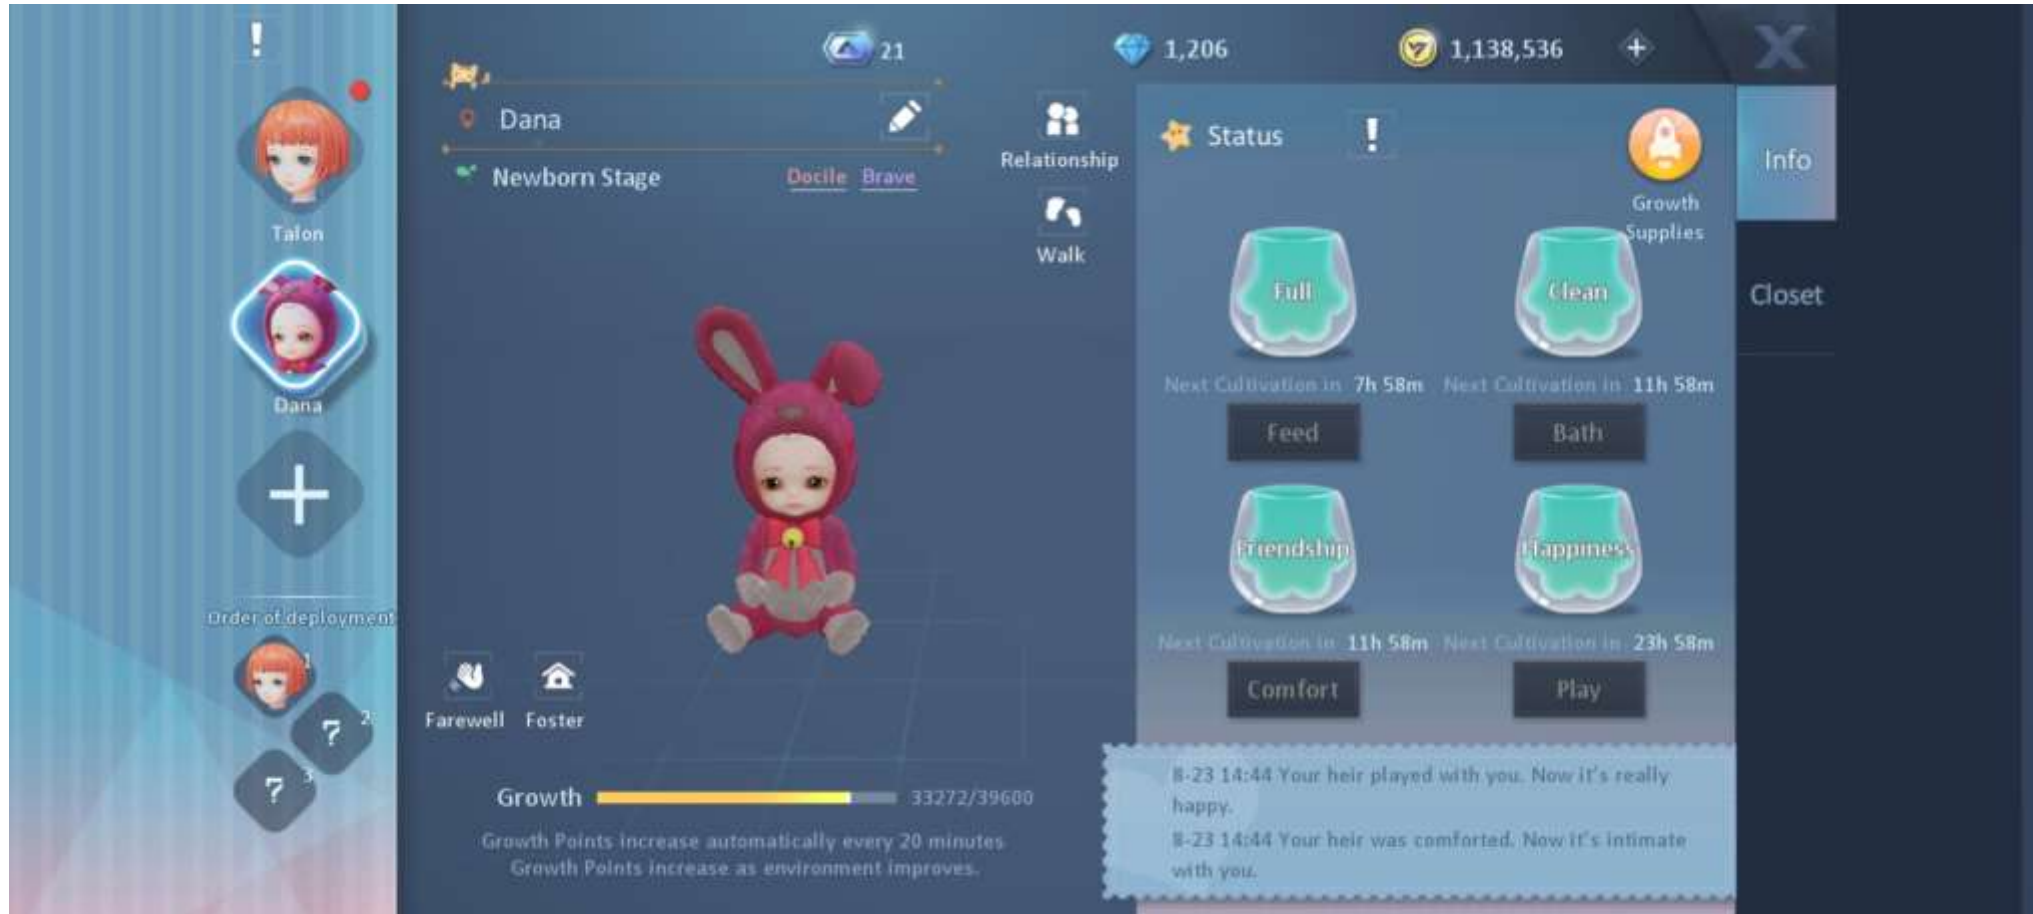 !
21
1,206
1,138,536
+
X
Talon
Dana
Order of deployment
1
?
2
?
3
Dana
Newborn Stage
Docile Brave
Relationship
Walk
Farewell
Foster
Growth
33272/39600
Growth Points increase automatically every 20 minutes
Growth Points increase as environment improves.
Status
!
Growth
Supplies
Full
Clean
Next Cultivation in 7h 58m
Next Cultivation in 11h 58m
Feed
Bath
Friendship
Happiness
Next Cultivation in 11h 58m
Next Cultivation in 23h 58m
Comfort
Play
8-23 14:44 Your heir played with you. Now it's really
happy.
8-23 14:44 Your heir was comforted. Now it's intimate
with you.
Info
Closet